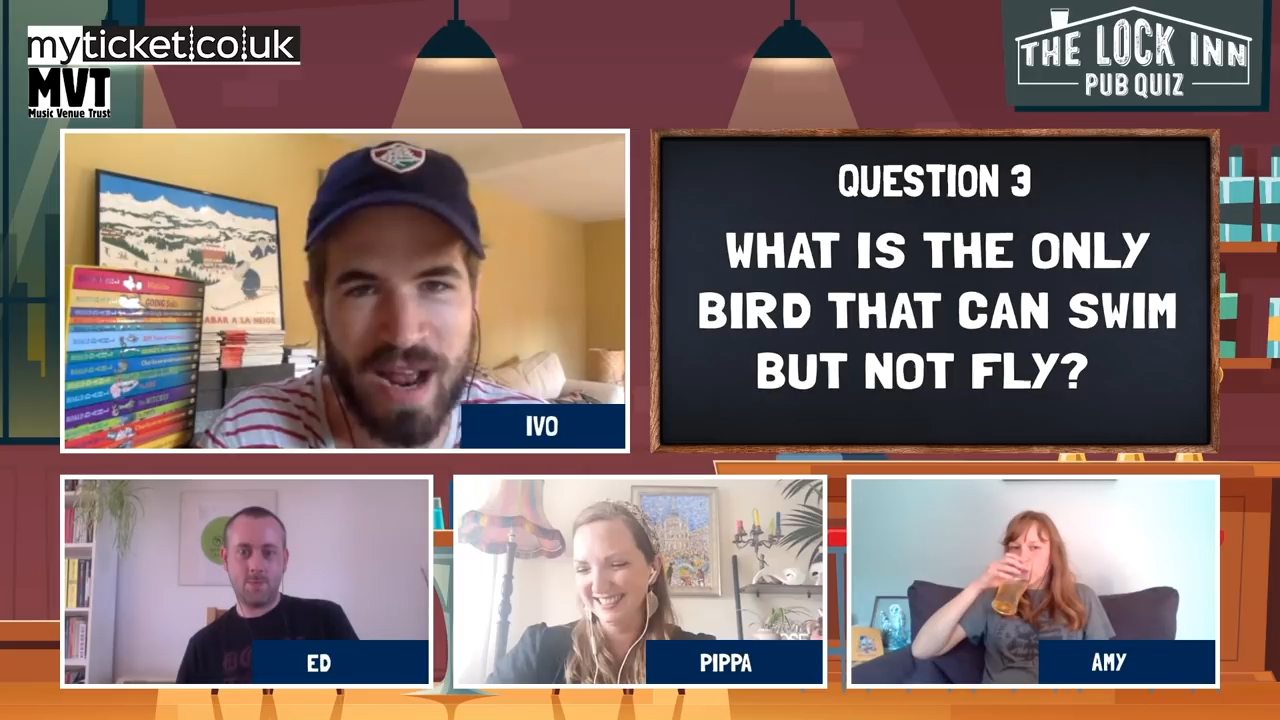 myticket.co.uk
MVT
Music Venue Trust
THE LOCK INN
PUB QUIZ
QUESTION 3
WHAT IS THE ONLY
BIRD THAT CAN SWIM
BUT NOT FLY?
Matilda
IVO
ED
PIPPA
AMY